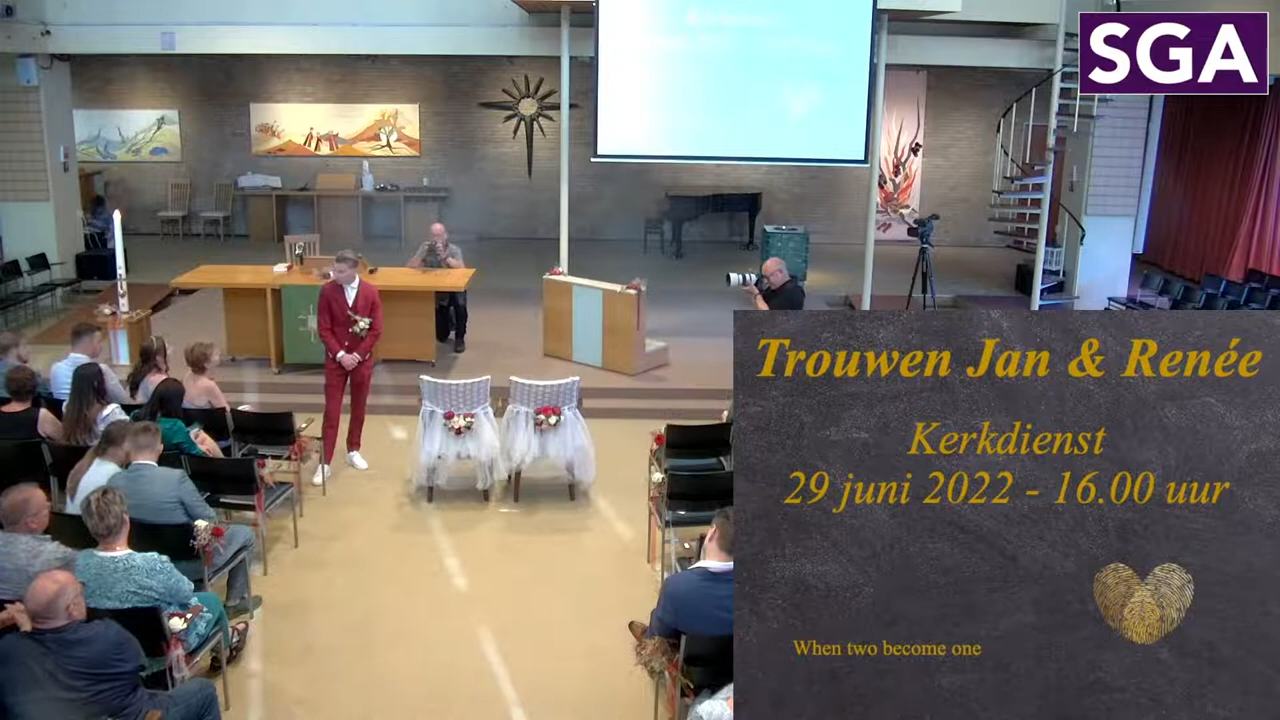 SGA
Trouwen Jan & Renée
Kerkdienst
29 juni 2022 - 16.00 uur
When two become one